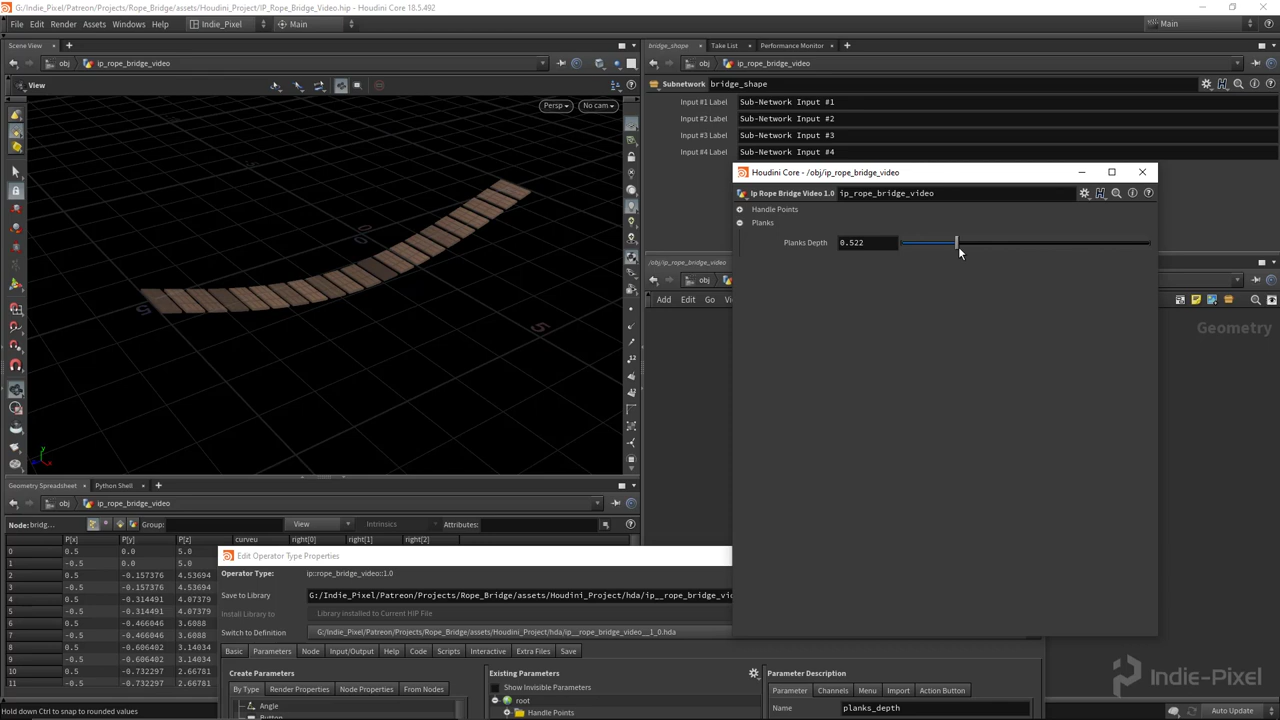 G:/Indie_Pixel/Patreon/Projects/Rope_Bridge/assets/Houdini_Project/IP_Rope_Bridge_Video.hip - Houdini Core - 18.5.492
File Edit Render Assets Windows Help Indie_Pixel Main
Main
Scene View
bridge_shape Take List Performance Monitor
obj ip_rope_bridge_video
obj ip_rope_bridge_video
View
Subnetwork bridge_shape
Persp No cam
Input #1 Label Sub-Network Input #1
Input #2 Label Sub-Network Input #2
Input #3 Label Sub-Network Input #3
Input #4 Label Sub-Network Input #4
Houdini Core - /obj/ip_rope_bridge_video
Ip Rope Bridge Video 1.0 ip_rope_bridge_video
Handle Points
Planks
Planks Depth 0.522
/obj/ip_rope_bridge_video
obj
Add Edit Go
Geometry
5
5
Geometry Spreadsheet Python Shell
obj ip_rope_bridge_video
Node: bridg... Group: View Intrinsics Attributes:
P[x] P[y] P[z] curveu right[0] right[1] right[2]
0 0.5 0.0 5.0
1 -0.5 0.0 5.0
2 0.5 -0.157376 4.53694
3 -0.5 -0.157376 4.53694
4 0.5 -0.314491 4.07379
5 -0.5 -0.314491 4.07379
6 0.5 -0.466046 3.6088
7 -0.5 -0.466046 3.6088
8 0.5 -0.606402 3.14034
9 -0.5 -0.606402 3.14034
10 0.5 -0.732297 2.66781
11 -0.5 -0.732297 2.66781
Edit Operator Type Properties
Operator Type: ip::rope_bridge_video::1.0
Save to Library G:/Indie_Pixel/Patreon/Projects/Rope_Bridge/assets/Houdini_Project/hda/ip__rope_bridge_vide
Install Library to Library installed to Current HIP File
Switch to Definition G:/Indie_Pixel/Patreon/Projects/Rope_Bridge/assets/Houdini_Project/hda/ip__rope_bridge_video__1_0.hda
Basic Parameters Node Input/Output Help Code Scripts Interactive Extra Files Save
Create Parameters
Existing Parameters
Parameter Description
By Type Render Properties Node Properties From Nodes
Show Invisible Parameters
Parameter Channels Menu Import Action Button
root
Angle
Handle Points
Name planks_depth
Button
Indie-Pixel
Hold down Ctrl to snap to rounded values
Auto Update